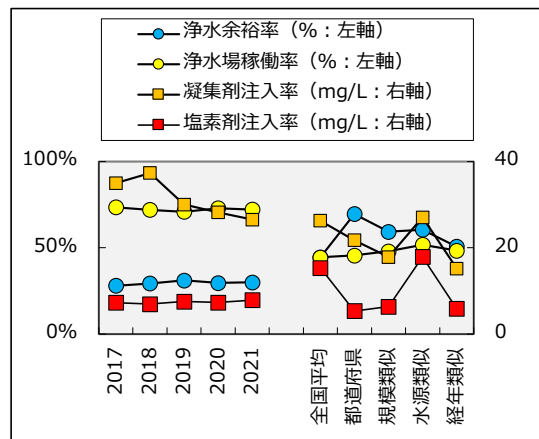 浄水余裕率（%：左軸）
浄水場稼働率（%：左軸）
凝集剤注入率（mg/L：右軸）
塩素剤注入率（mg/L：右軸）
100%
50%
0%
40
20
0
2017
2018
2019
2020
2021
全国平均
都道府県
規模類似
水源類似
経年類似